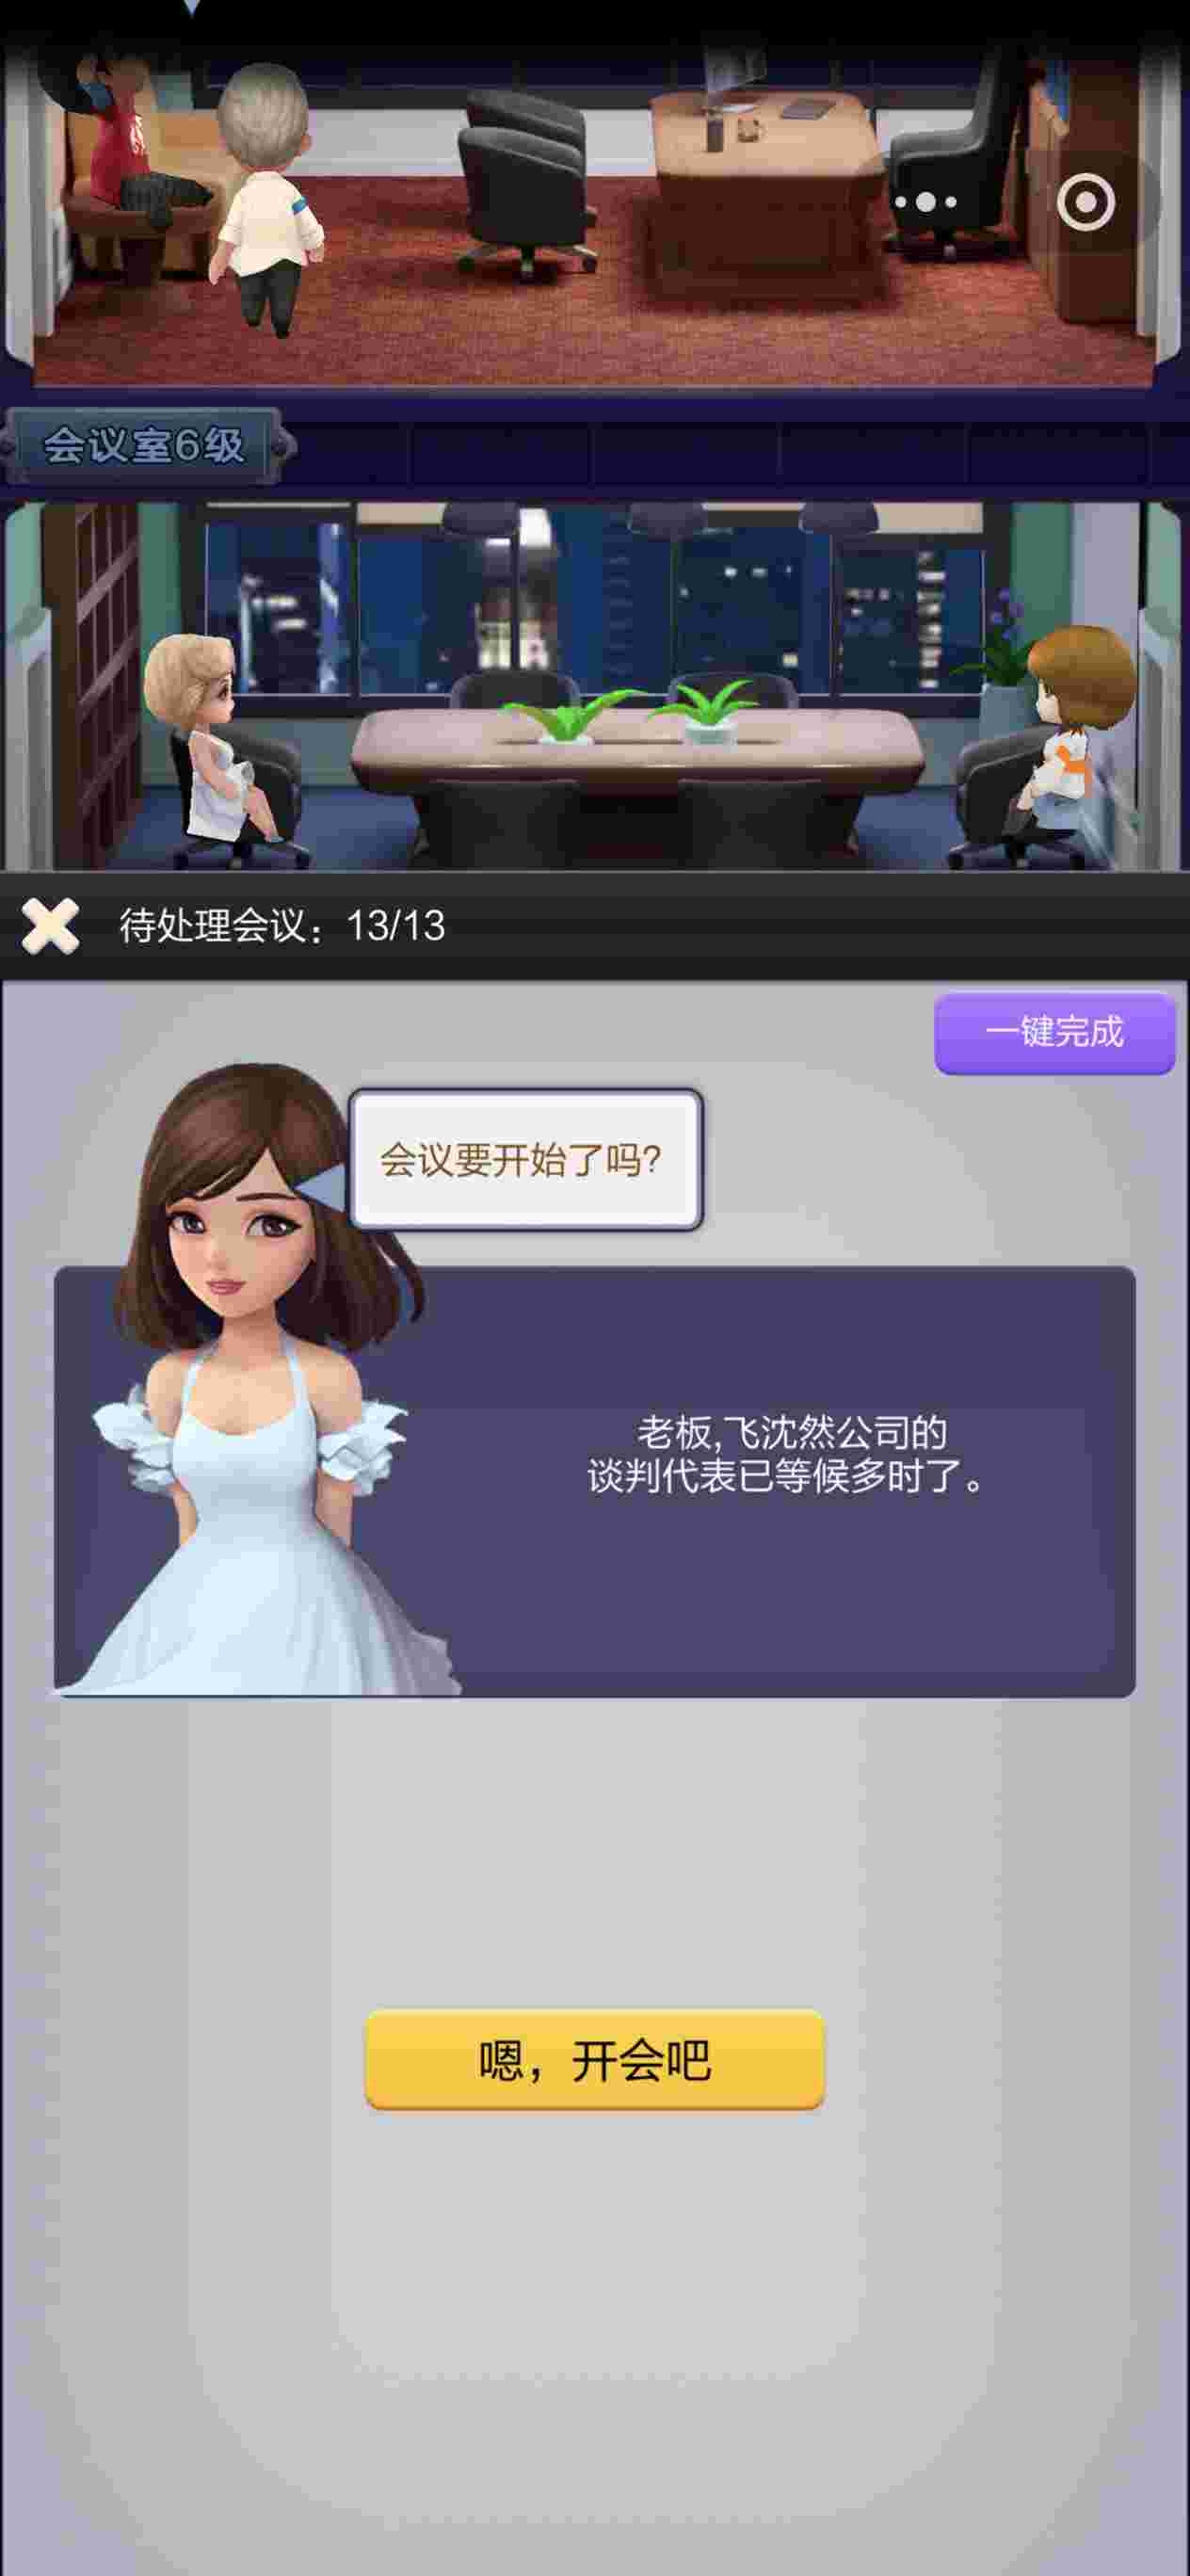 会议室6级
待处理会议：13/13
一键完成
会议要开始了吗?
老板,飞沈然公司的
谈判代表已等候多时了。
嗯，开会吧